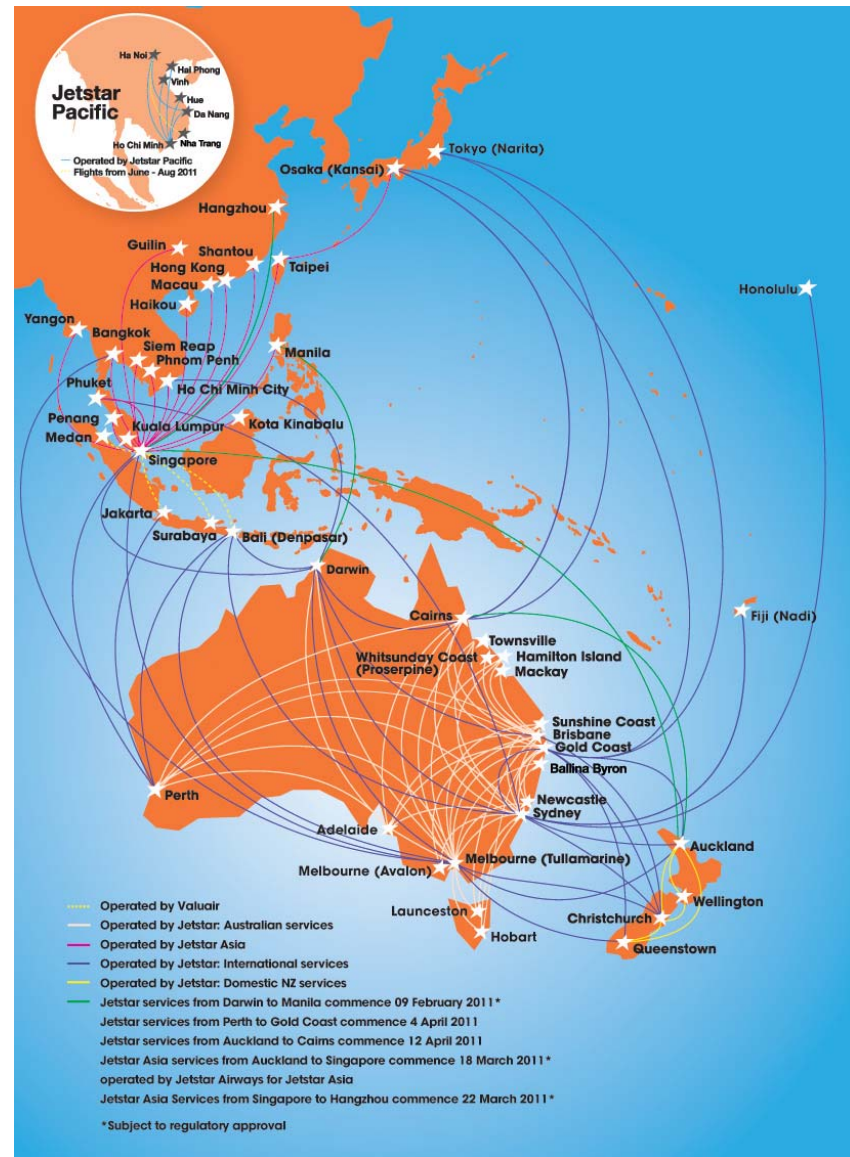 Ha Noi
Hai Phong
Vinh
Jetstar
Pacific
Hue
Da Nang
Ho Chi Minh
Nha Trang
Operated by Jetstar Pacific
Flights from June - Aug 2011
Tokyo (Narita)
Osaka (Kansai)
Hangzhou
Guilin
Shantou
Hong Kong
Taipei
Macau
Honolulu
Haikou
Yangon
Bangkok
Siem Reap
Manila
Phnom Penh
Phuket
Ho Chi Minh City
Penang
Kuala Lumpur
Kota Kinabalu
Medan
Singapore
Jakarta
Surabaya
Bali (Denpasar)
Darwin
Cairns
Fiji (Nadi)
Townsville
Whitsunday Coast
(Proserpine)
Hamilton Island
Mackay
Sunshine Coast
Brisbane
Gold Coast
Ballina Byron
Perth
Newcastle
Sydney
Adelaide
Auckland
Melbourne (Tullamarine)
Melbourne (Avalon)
Wellington
Launceston
Christchurch
Hobart
Queenstown
Operated by Valuair
Operated by Jetstar: Australian services
Operated by Jetstar Asia
Operated by Jetstar: International services
Operated by Jetstar: Domestic NZ services
Jetstar services from Darwin to Manila commence 09 February 2011*
Jetstar services from Perth to Gold Coast commence 4 April 2011
Jetstar services from Auckland to Cairns commence 12 April 2011
Jetstar Asia services from Auckland to Singapore commence 18 March 2011*
operated by Jetstar Airways for Jetstar Asia
Jetstar Asia Services from Singapore to Hangzhou commence 22 March 2011*
*Subject to regulatory approval